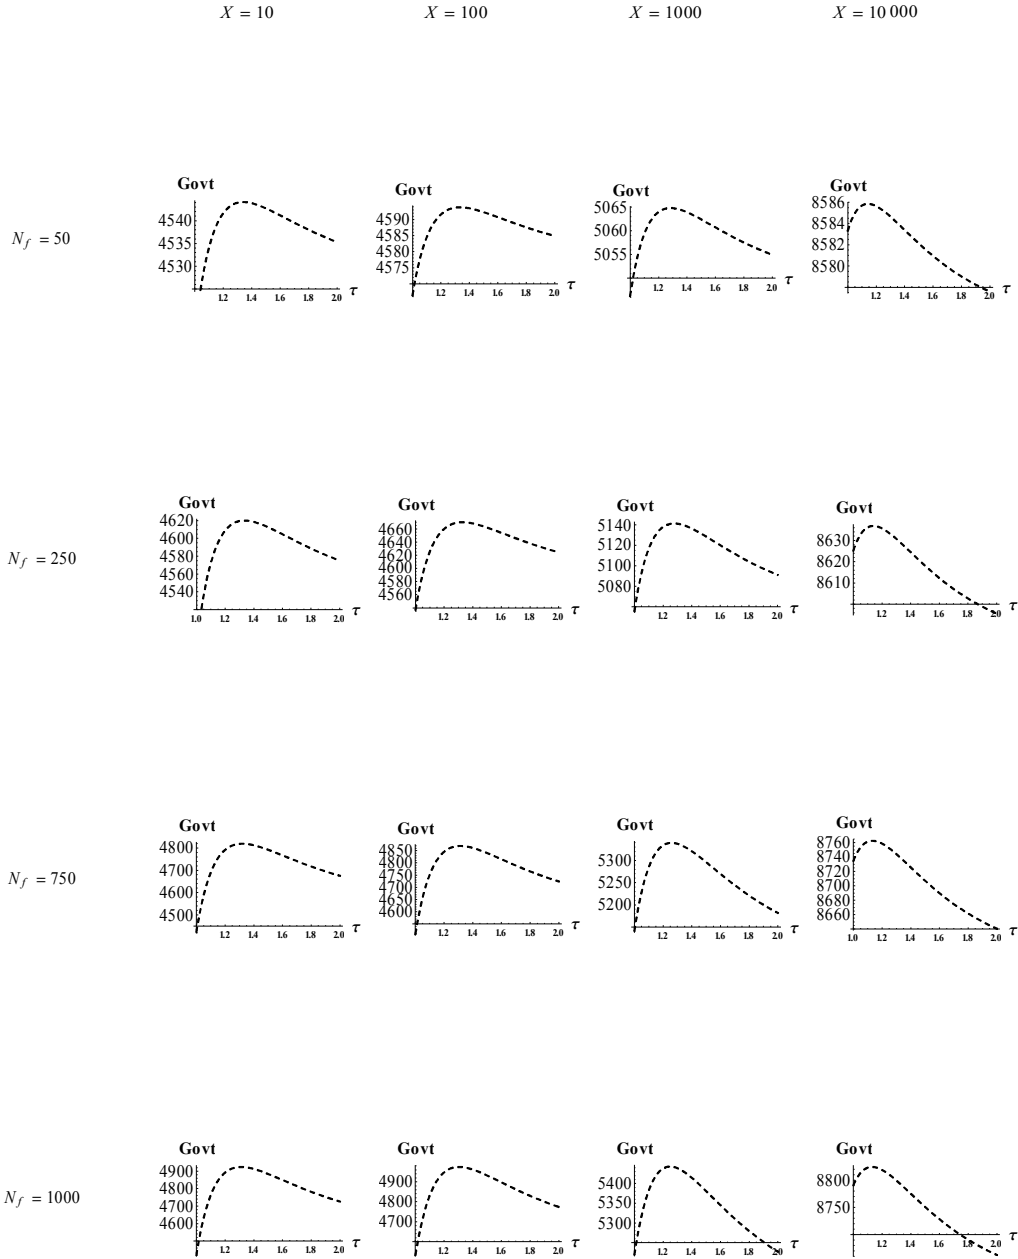 X = 10 X = 100 X = 1000 X = 10 000
N_f = 50
Govt
4540
4535
4530
1.2 1.4 1.6 1.8 2.0
τ
Govt
4590
4585
4580
4575
1.2 1.4 1.6 1.8 2.0
τ
Govt
5065
5060
5055
1.2 1.4 1.6 1.8 2.0
τ
Govt
8586
8584
8582
8580
1.2 1.4 1.6 1.8 2.0
τ
N_f = 250
Govt
4620
4600
4580
4560
4540
1.0 1.2 1.4 1.6 1.8 2.0
τ
Govt
4660
4640
4620
4600
4580
4560
1.2 1.4 1.6 1.8 2.0
τ
Govt
5140
5120
5100
5080
1.2 1.4 1.6 1.8 2.0
τ
Govt
8630
8620
8610
1.2 1.4 1.6 1.8 2.0
τ
N_f = 750
Govt
4800
4700
4600
4500
1.2 1.4 1.6 1.8 2.0
τ
Govt
4850
4800
4750
4700
4650
4600
1.2 1.4 1.6 1.8 2.0
τ
Govt
5300
5250
5200
1.2 1.4 1.6 1.8 2.0
τ
Govt
8760
8740
8720
8700
8680
8660
1.0 1.2 1.4 1.6 1.8 2.0
τ
N_f = 1000
Govt
4900
4800
4700
4600
1.2 1.4 1.6 1.8 2.0
τ
Govt
4900
4800
4700
1.2 1.4 1.6 1.8 2.0
τ
Govt
5400
5350
5300
1.2 1.4 1.6 1.8 2.0
τ
Govt
8800
8750
1.2 1.4 1.6 1.8 2.0
τ